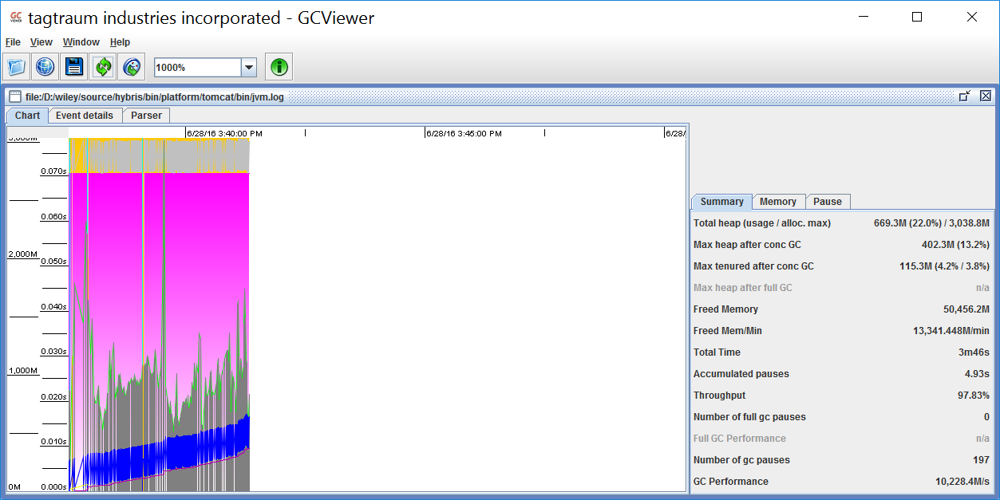 GC VIEWER tagtraum industries incorporated - GCViewer
File View Window Help
1000%
file:/D:/wiley/source/hybris/bin/platform/tomcat/bin/jvm.log
Chart Event details Parser
6/28/16 3:40:00 PM 6/28/16 3:45:00 PM 6/28/
3,000M
0.070s
0.060s
2,000M
0.050s
0.040s
0.030s
1,000M
0.020s
0.010s
0M 0.000s
Summary Memory Pause
Total heap (usage / alloc. max) 669.3M (22.0%) / 3,038.8M
Max heap after conc GC 402.3M (13.2%)
Max tenured after conc GC 115.3M (4.2% / 3.8%)
Max heap after full GC n/a
Freed Memory 50,456.2M
Freed Mem/Min 13,341.448M/min
Total Time 3m46s
Accumulated pauses 4.93s
Throughput 97.83%
Number of full gc pauses 0
Full GC Performance n/a
Number of gc pauses 197
GC Performance 10,228.4M/s